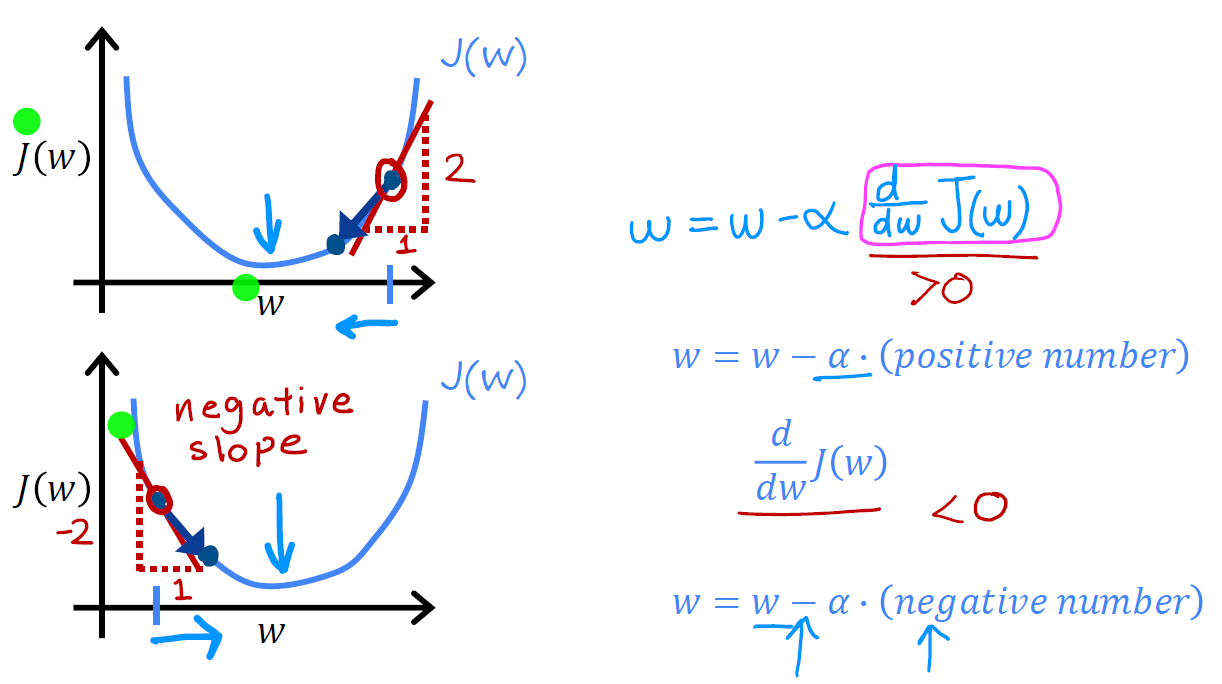 J(w)
J(w)
2
1
w
w = w - α d/dw J(w)
>0
w = w − α · (positive number)
J(w)
negative
slope
J(w)
-2
1
w
d/dw J(w)
<0
w = w − α · (negative number)